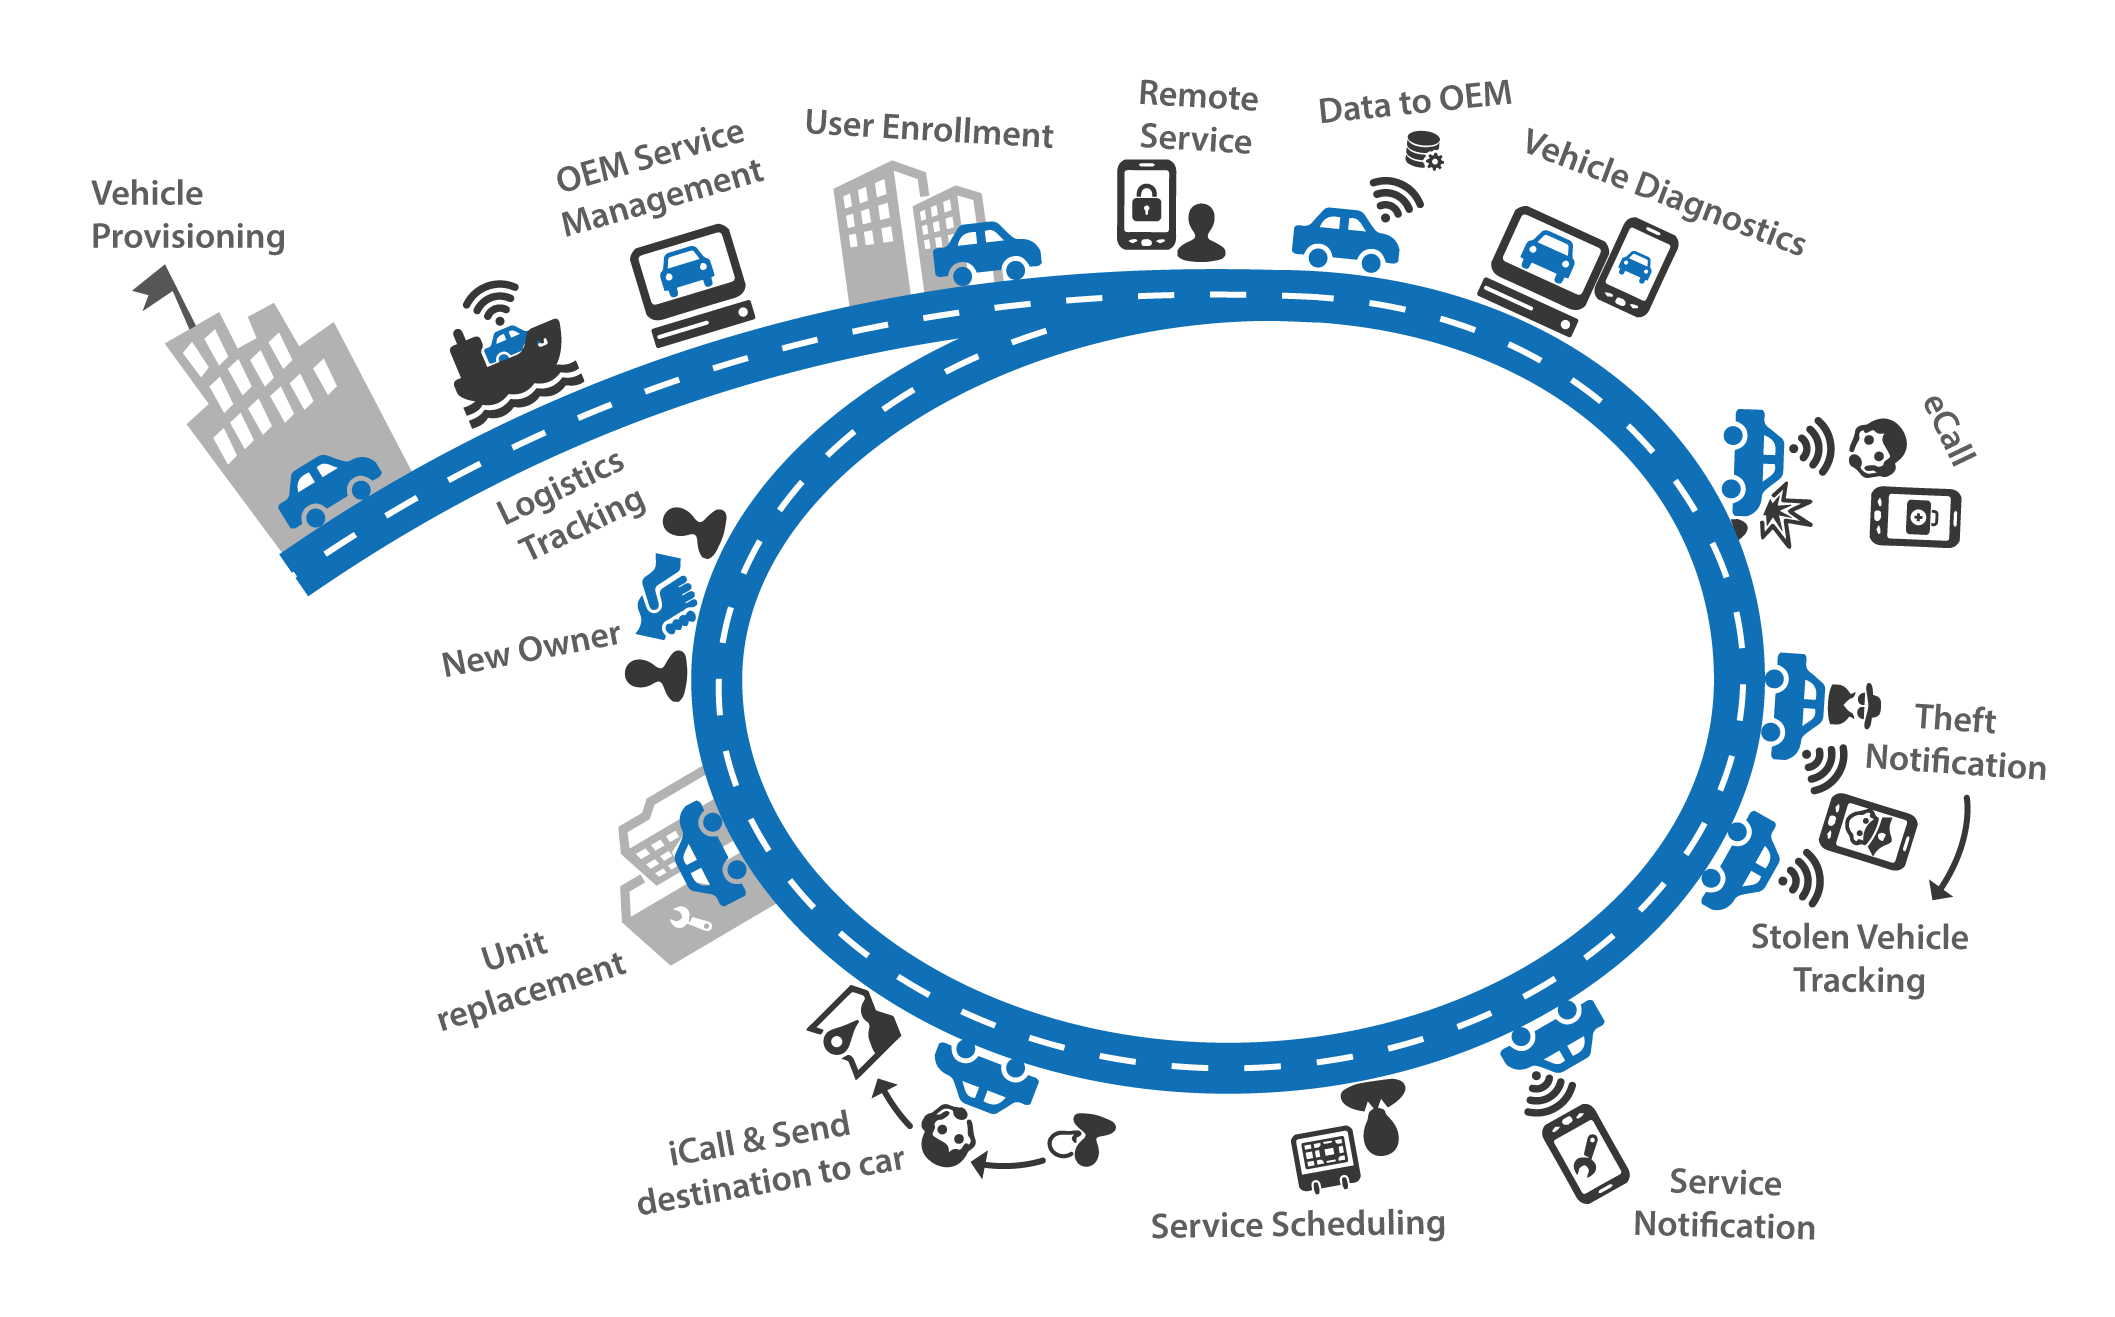 Vehicle
Provisioning
Logistics
Tracking
OEM Service
Management
User Enrollment
Remote
Service
Data to OEM
Vehicle Diagnostics
eCall
Theft
Notification
Stolen Vehicle
Tracking
Service
Notification
Service Scheduling
iCall & Send
destination to car
Unit
replacement
New Owner